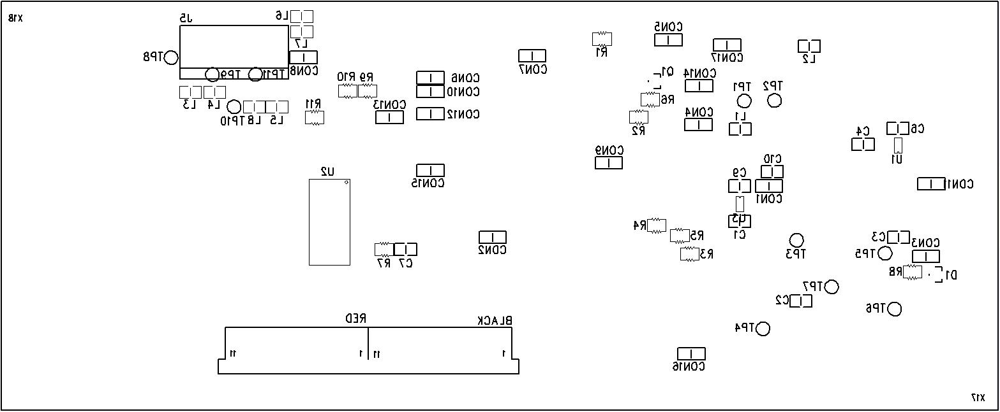 X18
J5
L6
L7
TP8
CON8
TP9
TP11
L3
L4
TP10
L8
L5
R11
R10
R9
CON13
CON6
CON10
CON12
CON7
R1
CON5
CON17
L2
Q1
CON14
R6
TP1
TP2
R2
CON4
L1
C4
C6
U1
CON9
U2
CON15
C10
C9
CON1
CON11
U3
C1
R4
R5
R3
R7
C7
CON2
TP3
C3
TP5
CON3
R8
D1
TP7
C2
TP6
TP4
RED
BLACK
11
1
11
1
CON16
X17